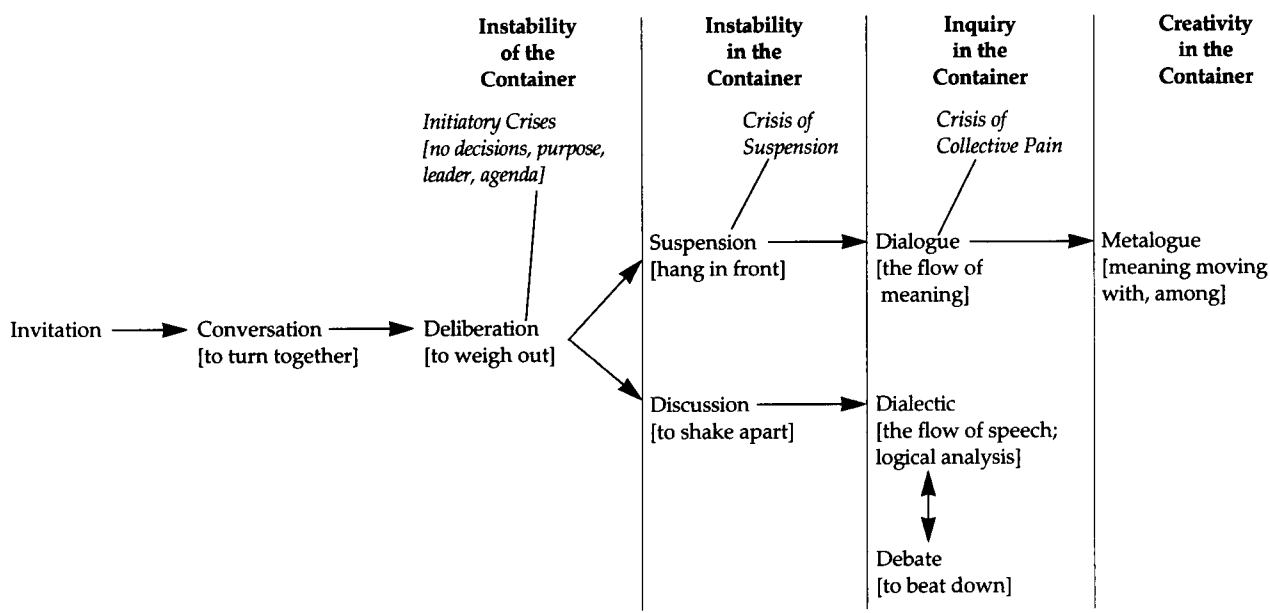 Instability
of the
Container
Instability
in the
Container
Inquiry
in the
Container
Creativity
in the
Container
Initiatory Crises
[no decisions, purpose,
leader, agenda]
Crisis of
Suspension
Crisis of
Collective Pain
Suspension
[hang in front]
Dialogue
[the flow of
meaning]
Metalogue
[meaning moving
with, among]
Invitation
Conversation
[to turn together]
Deliberation
[to weigh out]
Discussion
[to shake apart]
Dialectic
[the flow of speech;
logical analysis]
Debate
[to beat down]